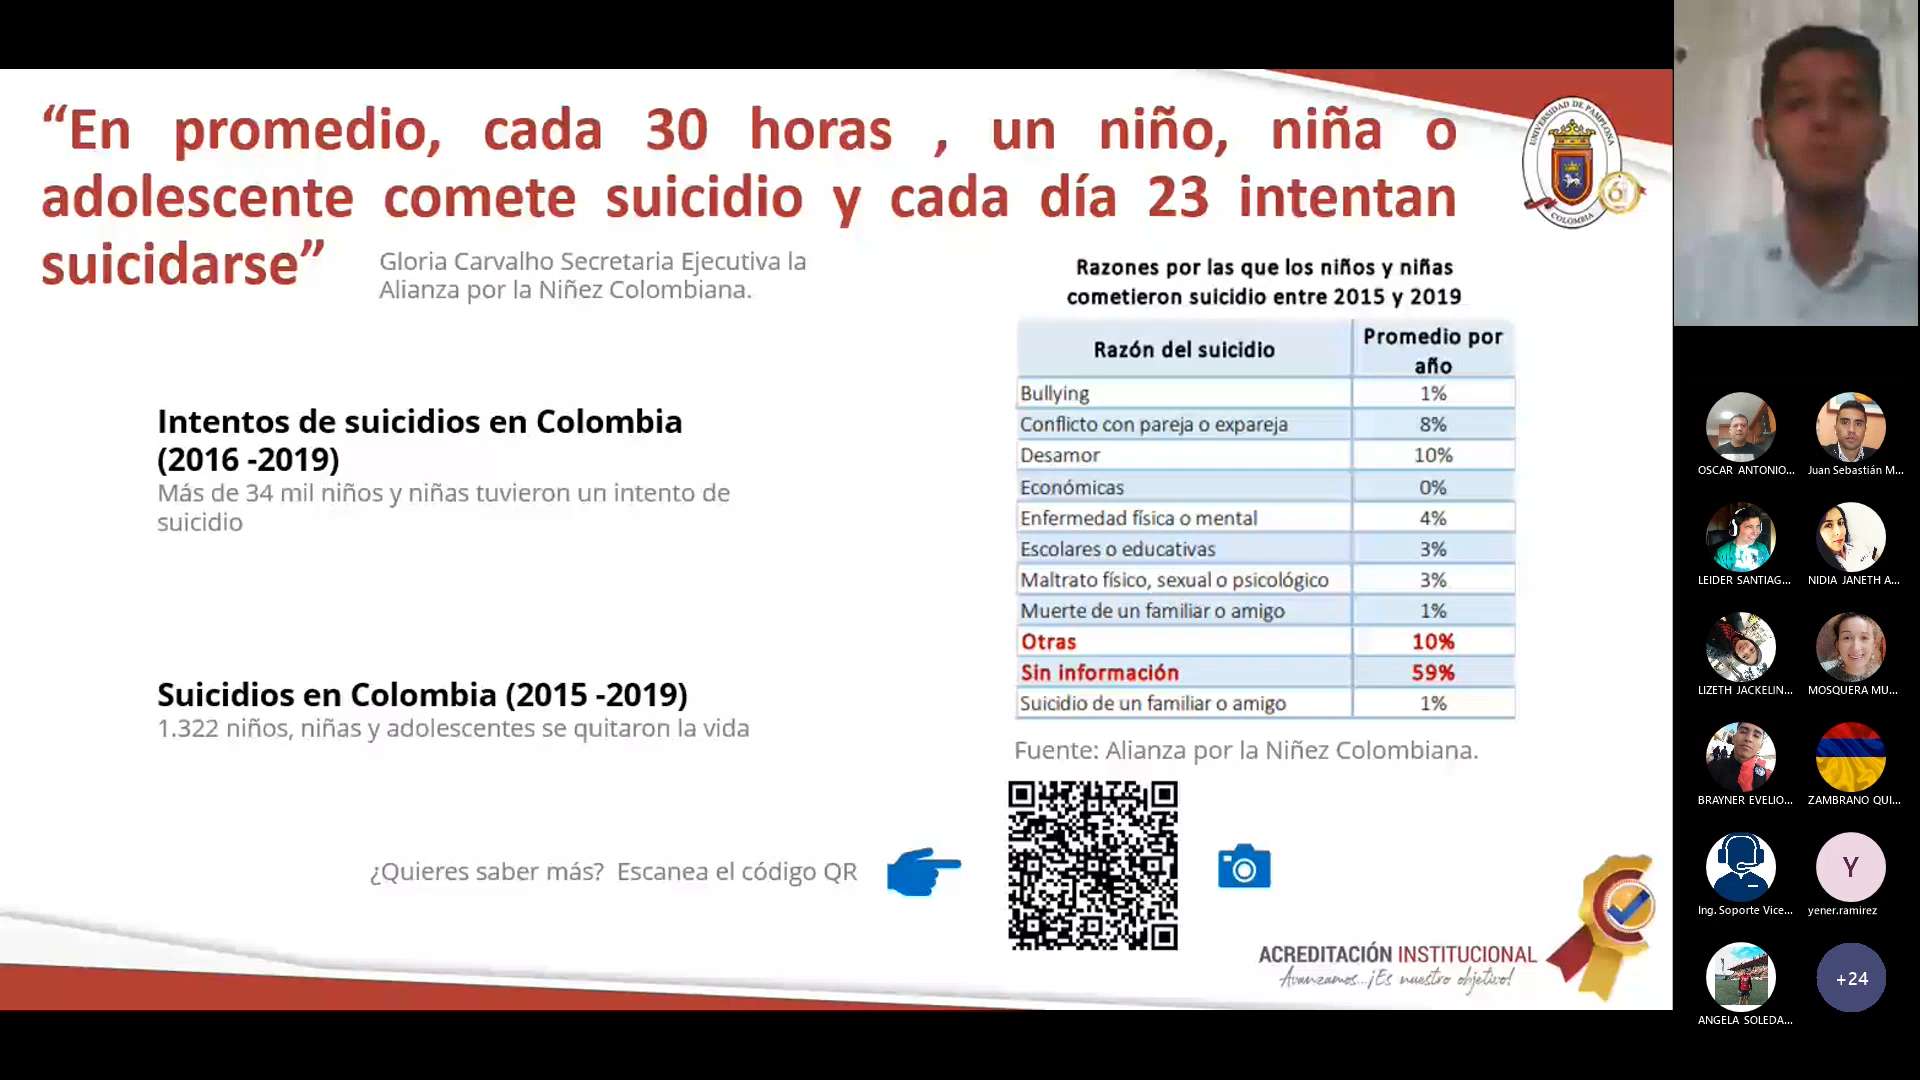 “En promedio, cada 30 horas , un niño, niña o
adolescente comete suicidio y cada día 23 intentan
suicidarse”
Gloria Carvalho Secretaria Ejecutiva la
Alianza por la Niñez Colombiana.
UNIVERSIDAD DE PAMPLONA
COLOMBIA
Intentos de suicidios en Colombia
(2016 -2019)
Más de 34 mil niños y niñas tuvieron un intento de
suicidio
Suicidios en Colombia (2015 -2019)
1.322 niños, niñas y adolescentes se quitaron la vida
Razones por las que los niños y niñas
cometieron suicidio entre 2015 y 2019
Razón del suicidio Promedio por
año
Bullying 1%
Conflicto con pareja o expareja 8%
Desamor 10%
Económicas 0%
Enfermedad física o mental 4%
Escolares o educativas 3%
Maltrato físico, sexual o psicológico 3%
Muerte de un familiar o amigo 1%
Otras 10%
Sin información 59%
Suicidio de un familiar o amigo 1%
Fuente: Alianza por la Niñez Colombiana.
¿Quieres saber más? Escanea el código QR
ACREDITACIÓN INSTITUCIONAL
Avanzamos...¡Es nuestro objetivo!
OSCAR ANTONIO...
Juan Sebastián M...
LEIDER SANTIAG...
NIDIA JANETH A...
LIZETH JACKELIN...
MOSQUERA MU...
BRAYNER EVELIO...
ZAMBRANO QUI...
Ing. Soporte Vice...
Y
yener.ramirez
ANGELA SOLEDA...
+24